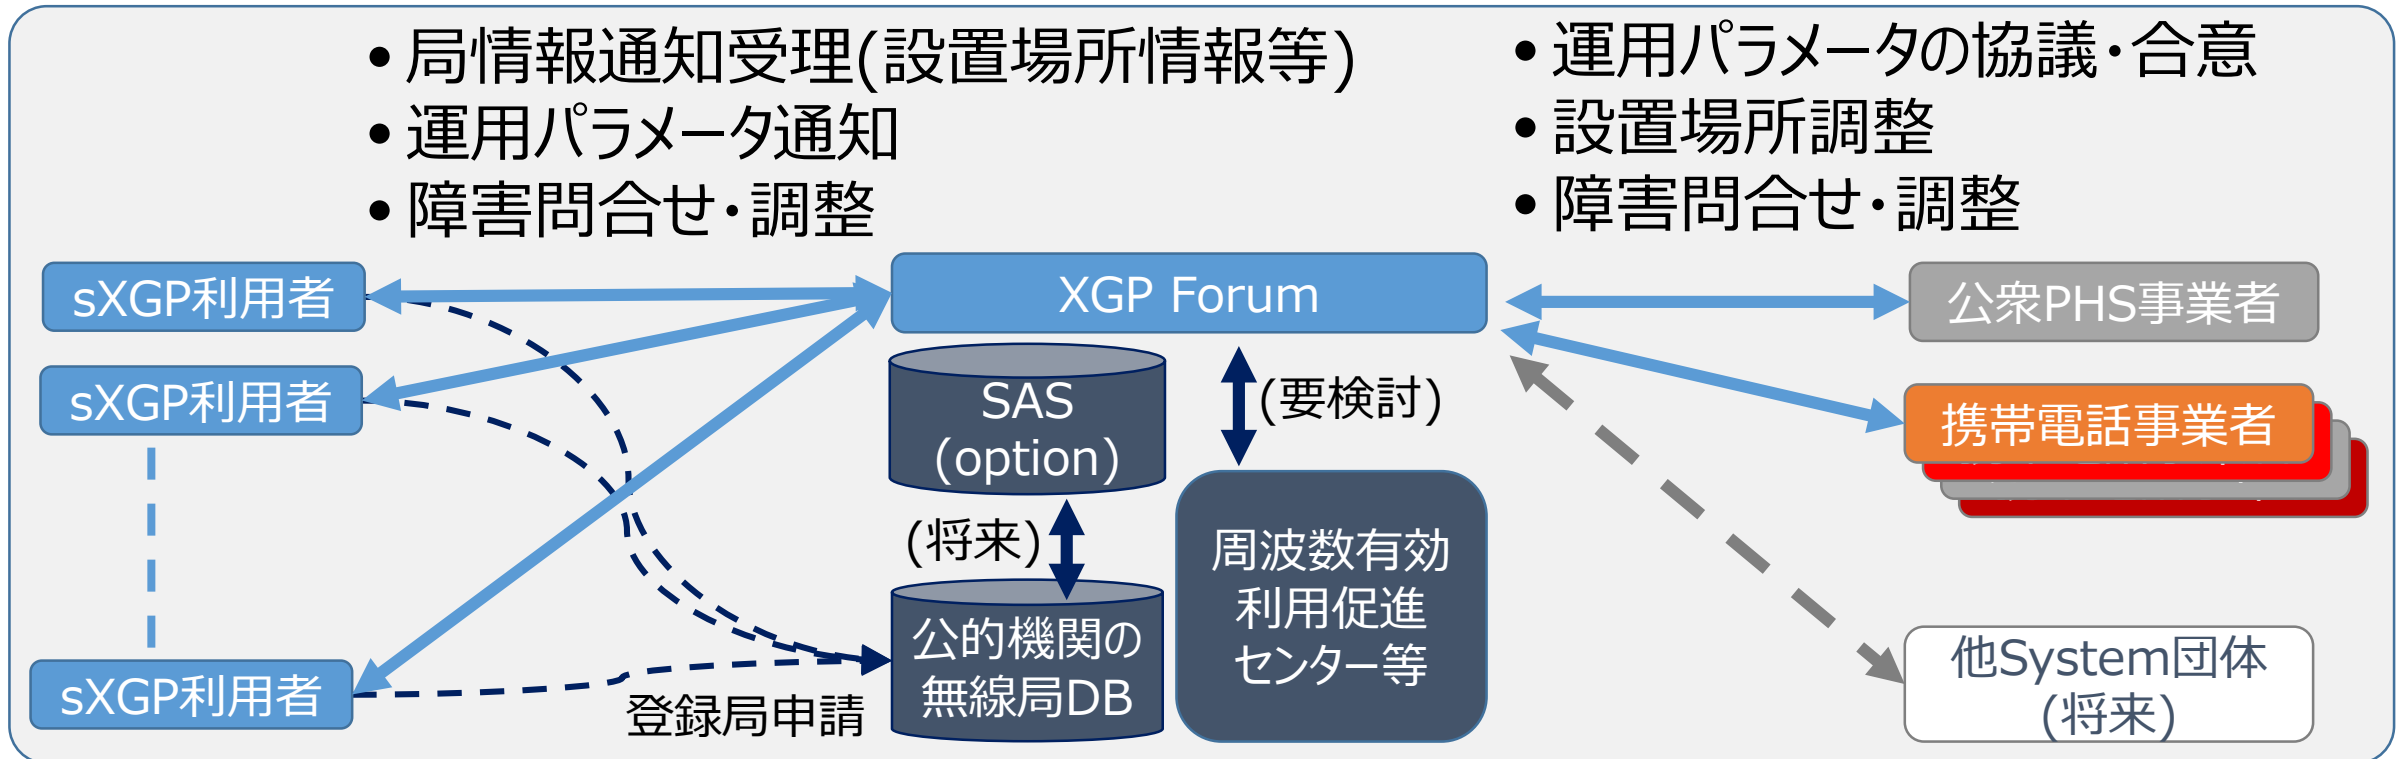 • 局情報通知受理(設置場所情報等)
• 運用パラメータ通知
• 障害問合せ・調整
• 運用パラメータの協議・合意
• 設置場所調整
• 障害問合せ・調整
sXGP利用者
sXGP利用者
sXGP利用者
XGP Forum
SAS
(option)
(要検討)
(将来)
周波数有効
利用促進
センター等
公的機関の
無線局DB
登録局申請
公衆PHS事業者
携帯電話事業者
他System団体
(将来)